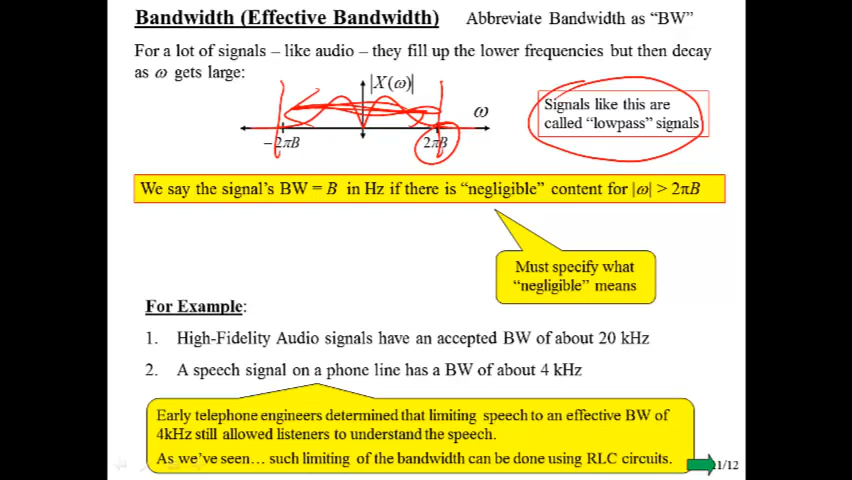 Bandwidth (Effective Bandwidth) Abbreviate Bandwidth as “BW”
For a lot of signals – like audio – they fill up the lower frequencies but then decay
as ω gets large:
|X(ω)|
ω
– 2πB
2πB
Signals like this are
called “lowpass” signals
We say the signal’s BW = B in Hz if there is “negligible” content for |ω| > 2πB
Must specify what
“negligible” means
For Example:
1. High-Fidelity Audio signals have an accepted BW of about 20 kHz
2. A speech signal on a phone line has a BW of about 4 kHz
Early telephone engineers determined that limiting speech to an effective BW of
4kHz still allowed listeners to understand the speech.
As we’ve seen… such limiting of the bandwidth can be done using RLC circuits.
1/12